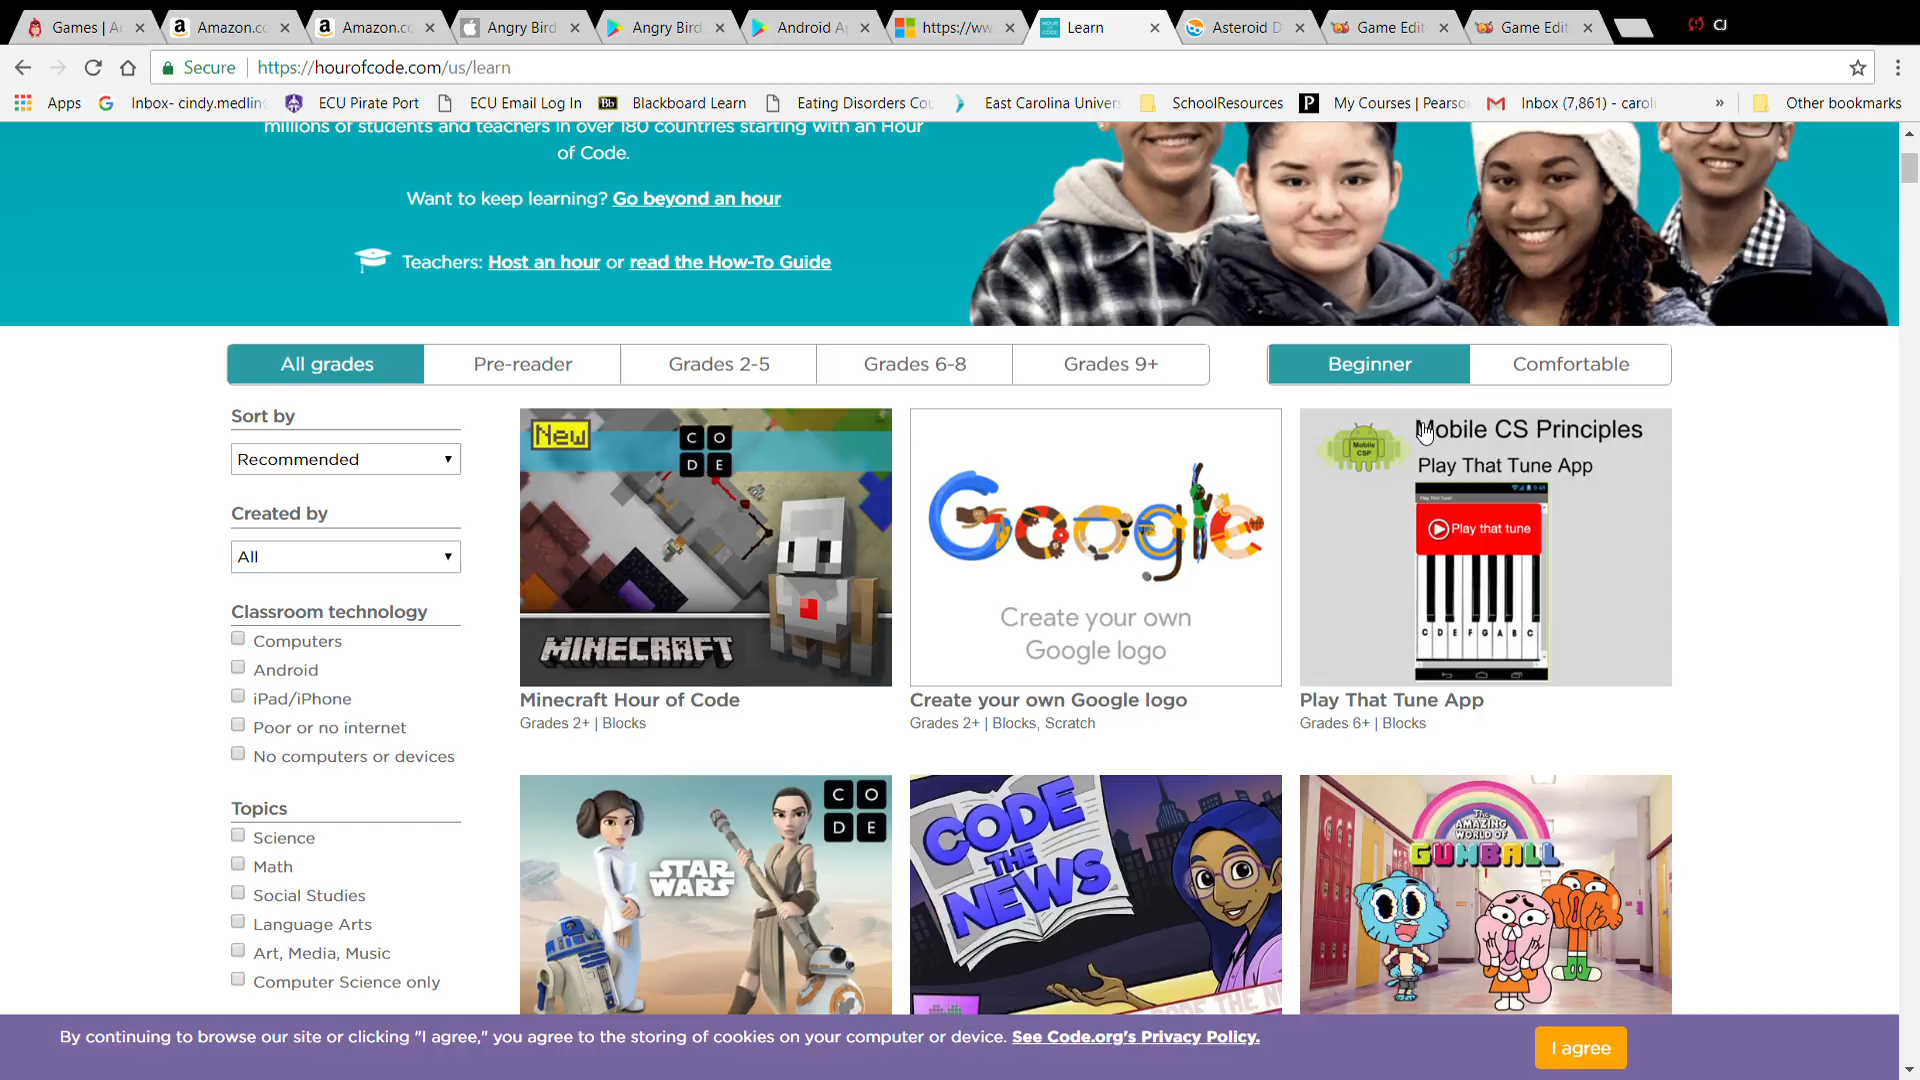 Games | Ar
Amazon.co
Amazon.co
Angry Bird
Angry Bird
Android Ap
https://ww
Learn
Asteroid D
Game Edit
Game Edit
CJ
Secure
https://hourofcode.com/us/learn
Apps
Inbox- cindy.medlin
ECU Pirate Port
ECU Email Log In
Bb
Blackboard Learn
Eating Disorders Co
East Carolina Univers
SchoolResources
P
My Courses | Pearso
Inbox (7,861) - caroli
»
Other bookmarks
millions of students and teachers in over 180 countries starting with an Hour
of Code.
Want to keep learning? Go beyond an hour
Teachers: Host an hour or read the How-To Guide
All grades
Pre-reader
Grades 2-5
Grades 6-8
Grades 9+
Beginner
Comfortable
Sort by
Recommended
Created by
All
Classroom technology
Computers
Android
iPad/iPhone
Poor or no internet
No computers or devices
Topics
Science
Math
Social Studies
Language Arts
Art, Media, Music
Computer Science only
New
C O
D E
MINECRAFT
Minecraft Hour of Code
Grades 2+ | Blocks
Google
Create your own
Google logo
Create your own Google logo
Grades 2+ | Blocks, Scratch
Mobile CS Principles
Mobile
CSP
Play That Tune App
Play that tune
C D E F G A B C
Play That Tune App
Grades 6+ | Blocks
STAR
WARS
C O
D E
CODE
THE
NEWS
THE
AMAZING
WORLD OF
GUMBALL
By continuing to browse our site or clicking "I agree," you agree to the storing of cookies on your computer or device. See Code.org's Privacy Policy.
I agree